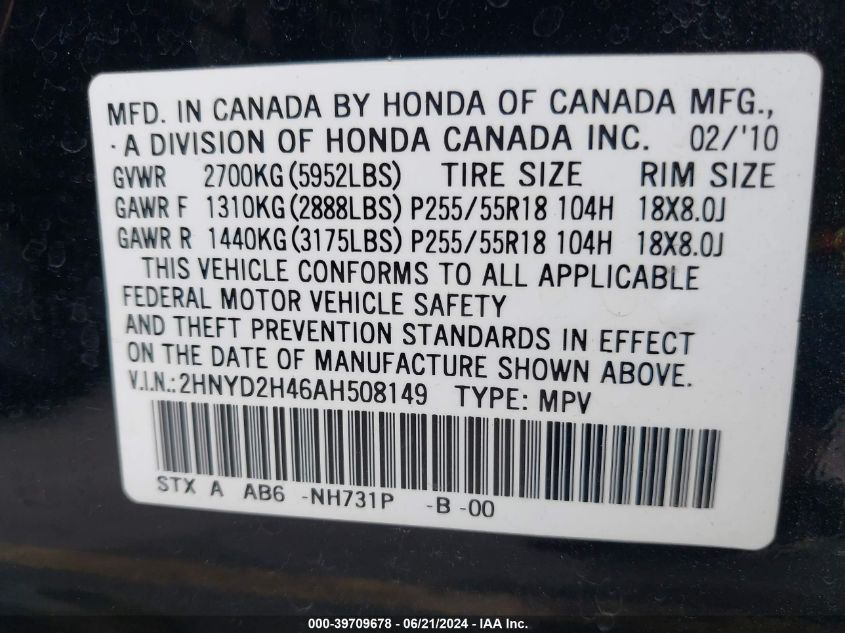 MFD. IN CANADA BY HONDA OF CANADA MFG.,
·A DIVISION OF HONDA CANADA INC. 02/'10
GVWR 2700KG(5952LBS) TIRE SIZE RIM SIZE
GAWR F 1310KG(2888LBS) P255/55R18 104H 18X8.0J
GAWR R 1440KG(3175LBS) P255/55R18 104H 18X8.0J
THIS VEHICLE CONFORMS TO ALL APPLICABLE
FEDERAL MOTOR VEHICLE SAFETY
AND THEFT PREVENTION STANDARDS IN EFFECT
ON THE DATE OF MANUFACTURE SHOWN ABOVE.
V.I.N.:2HNYD2H46AH508149 TYPE: MPV
STX A AB6 -NH731P -B -00
000-39709678 - 06/21/2024 - IAA Inc.